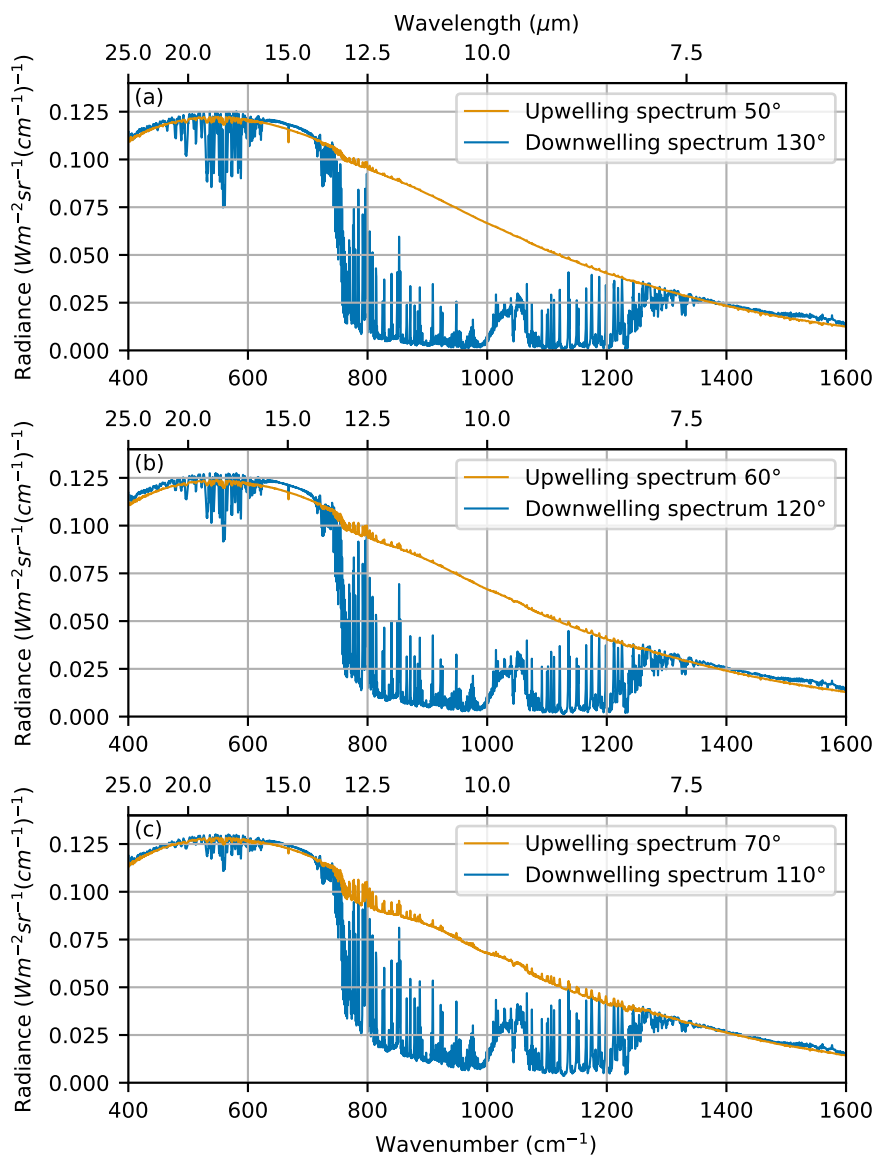 Wavelength (μm)
25.0 20.0 15.0 12.5 10.0 7.5
(a)
Upwelling spectrum 50°
Downwelling spectrum 130°
Radiance (Wm⁻²sr⁻¹(cm⁻¹)⁻¹)
0.125
0.100
0.075
0.050
0.025
0.000
400 600 800 1000 1200 1400 1600
25.0 20.0 15.0 12.5 10.0 7.5
(b)
Upwelling spectrum 60°
Downwelling spectrum 120°
Radiance (Wm⁻²sr⁻¹(cm⁻¹)⁻¹)
0.125
0.100
0.075
0.050
0.025
0.000
400 600 800 1000 1200 1400 1600
25.0 20.0 15.0 12.5 10.0 7.5
(c)
Upwelling spectrum 70°
Downwelling spectrum 110°
Radiance (Wm⁻²sr⁻¹(cm⁻¹)⁻¹)
0.125
0.100
0.075
0.050
0.025
0.000
400 600 800 1000 1200 1400 1600
Wavenumber (cm⁻¹)